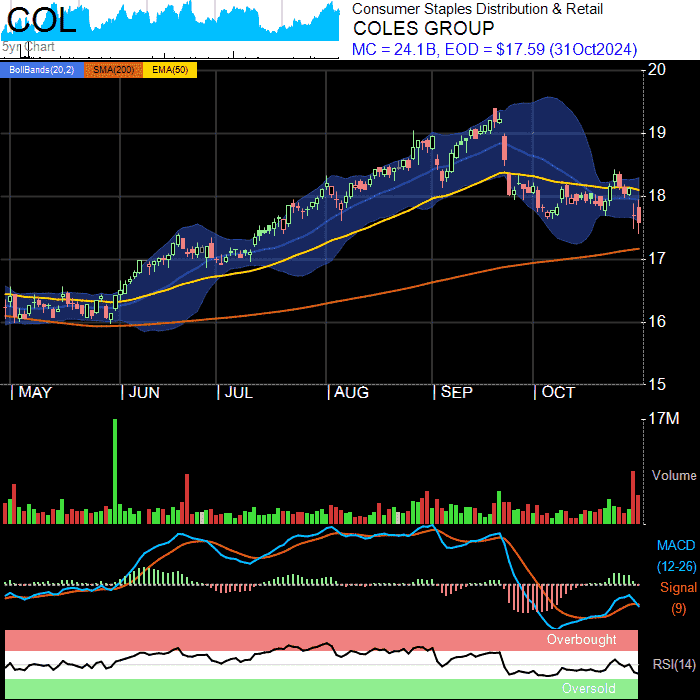 COL
5yr Chart
Consumer Staples Distribution & Retail
COLES GROUP
MC = 24.1B, EOD = $17.59 (31Oct2024)
BollBands(20,2) SMA(200) EMA(50)
20
19
18
17
16
15
MAY JUN JUL AUG SEP OCT
17M
Volume
MACD
(12-26)
Signal
(9)
Overbought
RSI(14)
Oversold